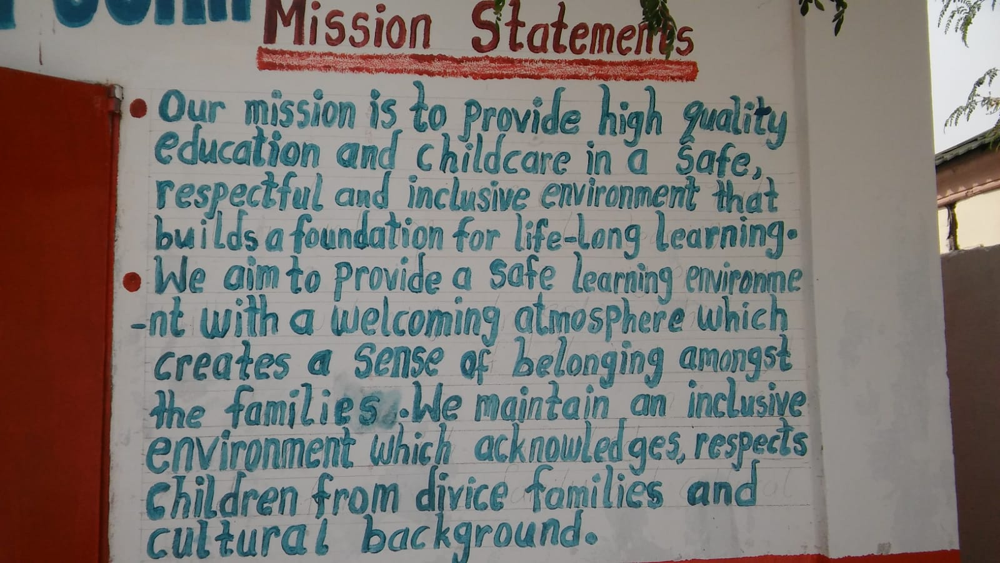 Mission Statements
• Our mission is to provide high quality
education and childcare in a safe,
respectful and inclusive environment that
builds a foundation for life-long learning.
• We aim to provide a safe learning environme
-nt with a welcoming atmosphere which
creates a sense of belonging amongst
the families. We maintain an inclusive
environment which acknowledges, respects
children from divice families and
cultural background.